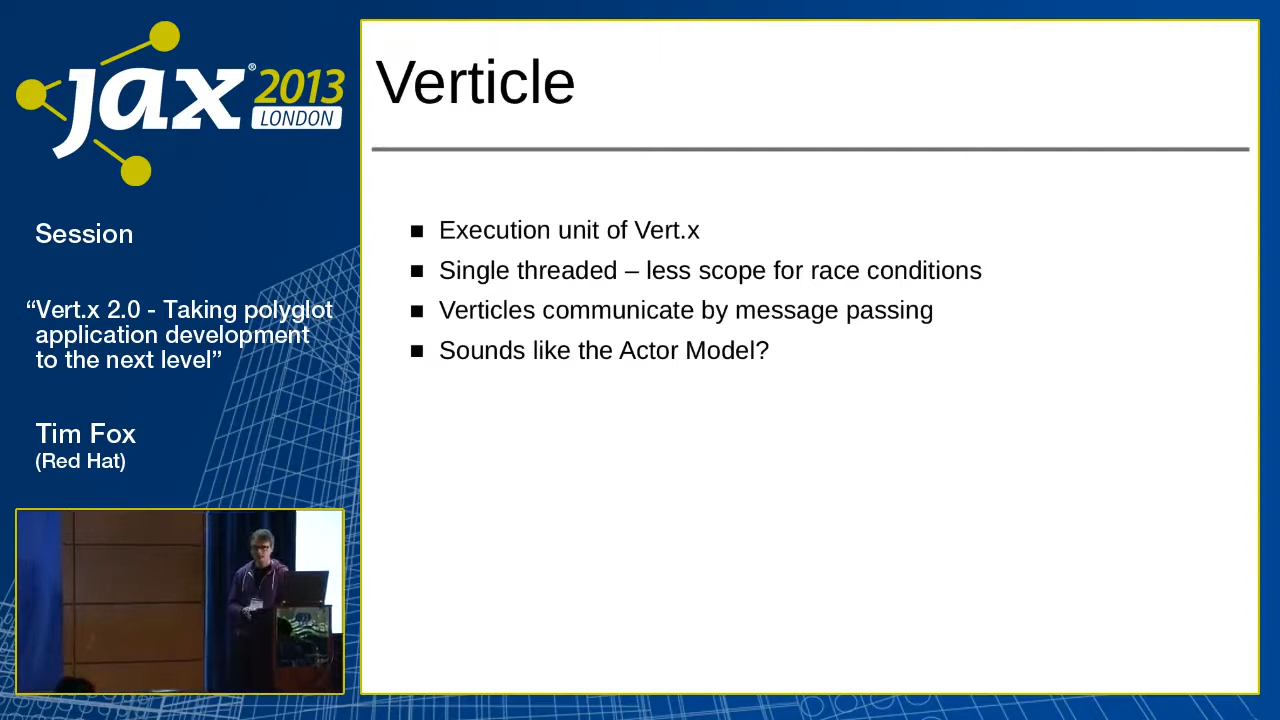 jax® 2013
LONDON
Session
“Vert.x 2.0 - Taking polyglot
application development
to the next level”
Tim Fox
(Red Hat)
Verticle
Execution unit of Vert.x
Single threaded – less scope for race conditions
Verticles communicate by message passing
Sounds like the Actor Model?